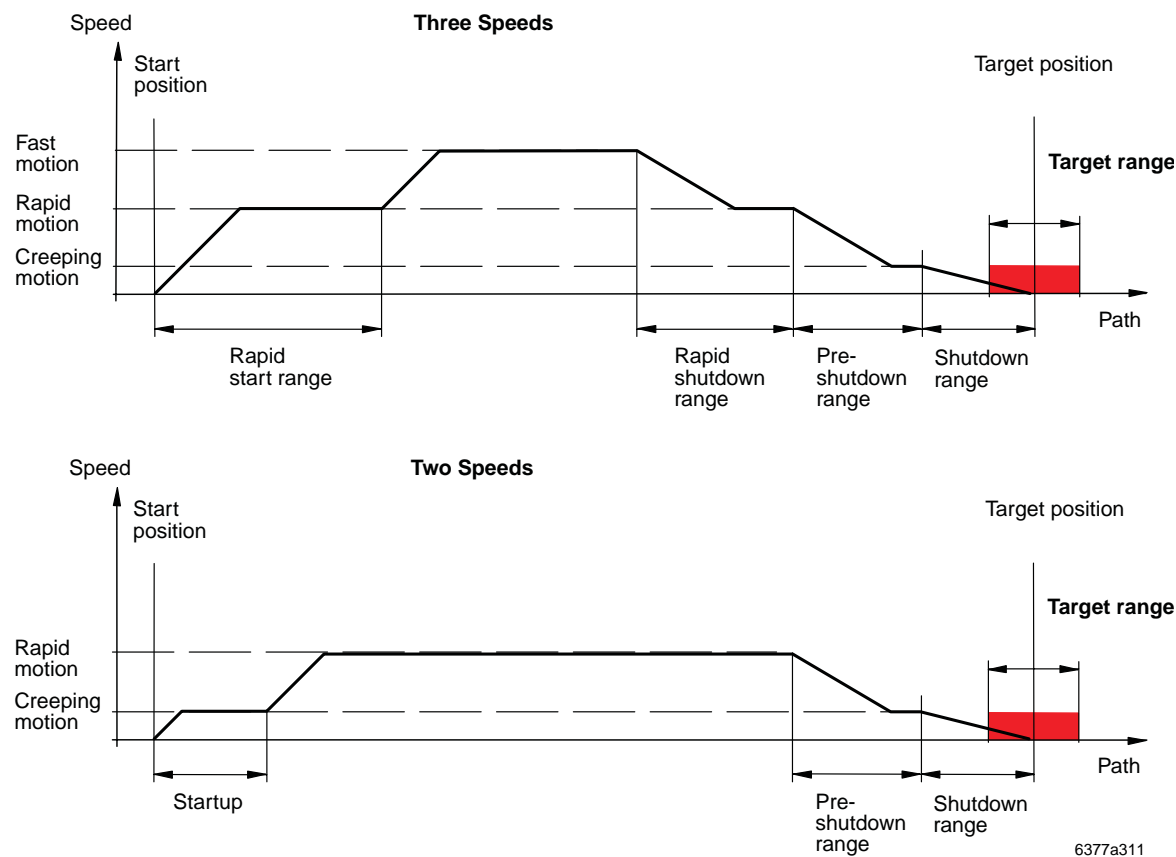 Speed
Three Speeds
Start
position
Target position
Fast
motion
Target range
Rapid
motion
Creeping
motion
Path
Rapid
start range
Rapid
shutdown
range
Pre-
shutdown
range
Shutdown
range
Speed
Two Speeds
Start
position
Target position
Target range
Rapid
motion
Creeping
motion
Path
Startup
Pre-
shutdown
range
Shutdown
range
6377a311